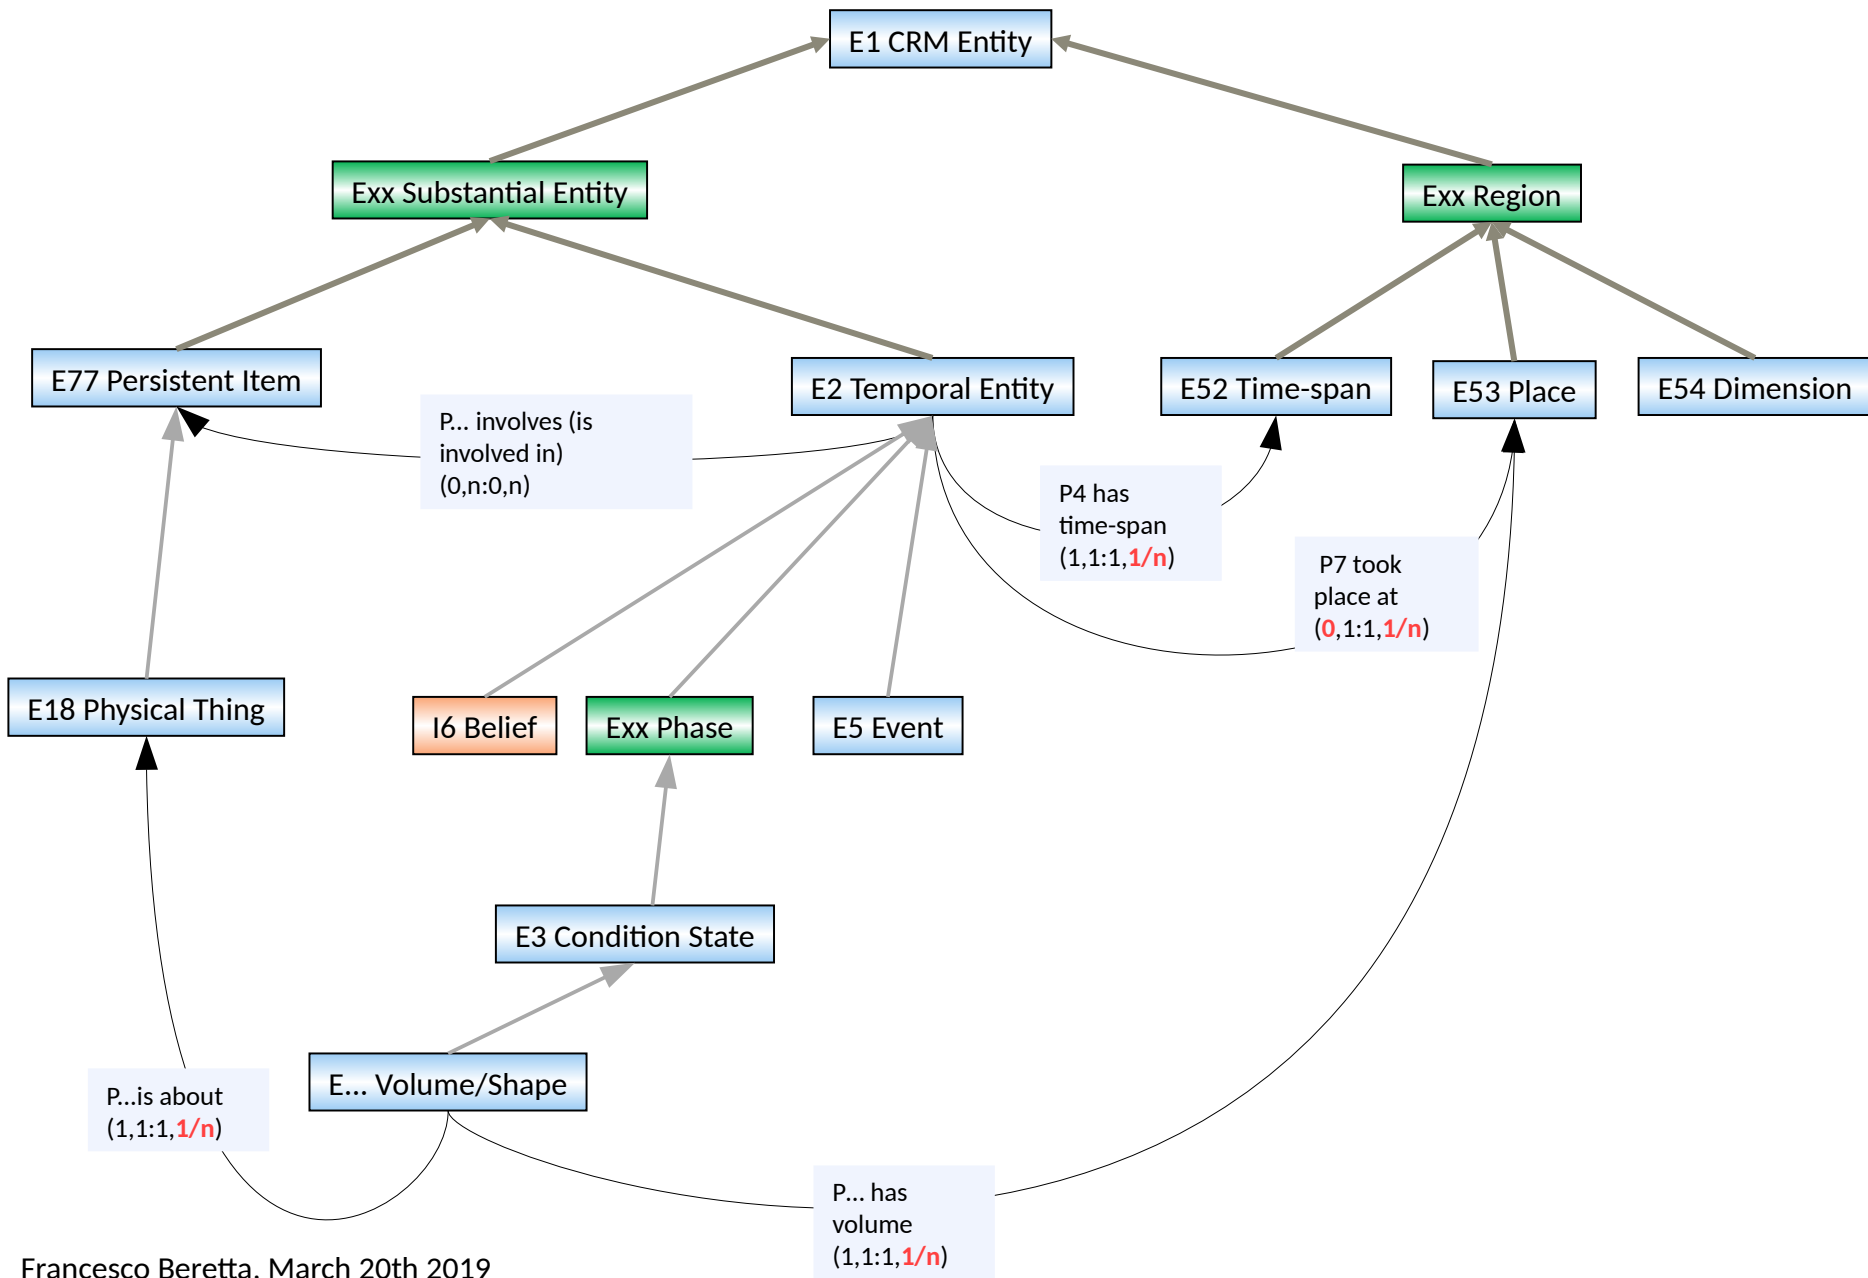 E1 CRM Entity
Exx Substantial Entity
Exx Region
E77 Persistent Item
E2 Temporal Entity
E52 Time-span
E53 Place
E54 Dimension
P... involves (is
involved in)
(0,n:0,n)
P4 has
time-span
(1,1:1,1/n)
P7 took
place at
(0,1:1,1/n)
E18 Physical Thing
I6 Belief
Exx Phase
E5 Event
E3 Condition State
E... Volume/Shape
P...is about
(1,1:1,1/n)
P... has
volume
(1,1:1,1/n)
Francesco Beretta, March 20th 2019